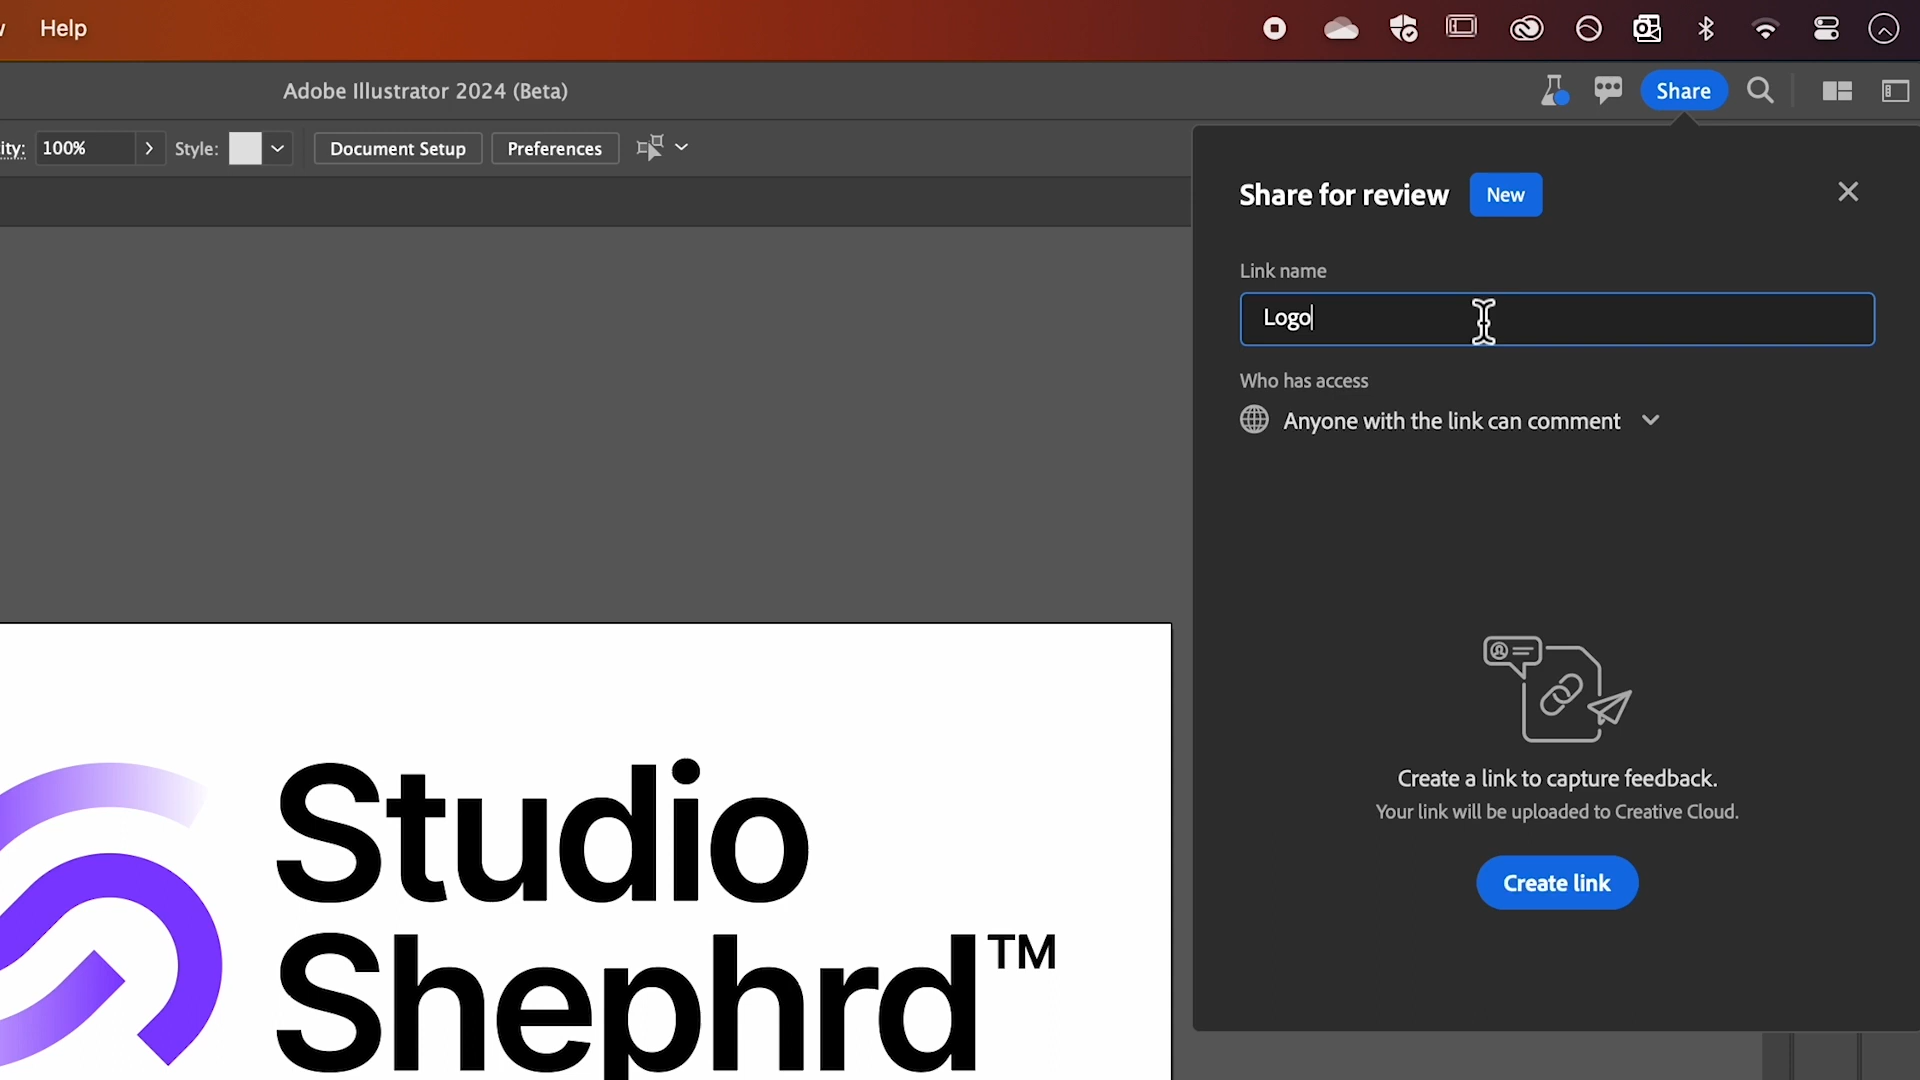 Help
Adobe Illustrator 2024 (Beta)
Share
ity: 100% Style: Document Setup Preferences
Share for review New
Link name
Logo
Who has access
Anyone with the link can comment
Create a link to capture feedback.
Your link will be uploaded to Creative Cloud.
Create link
Studio
Shephrd™